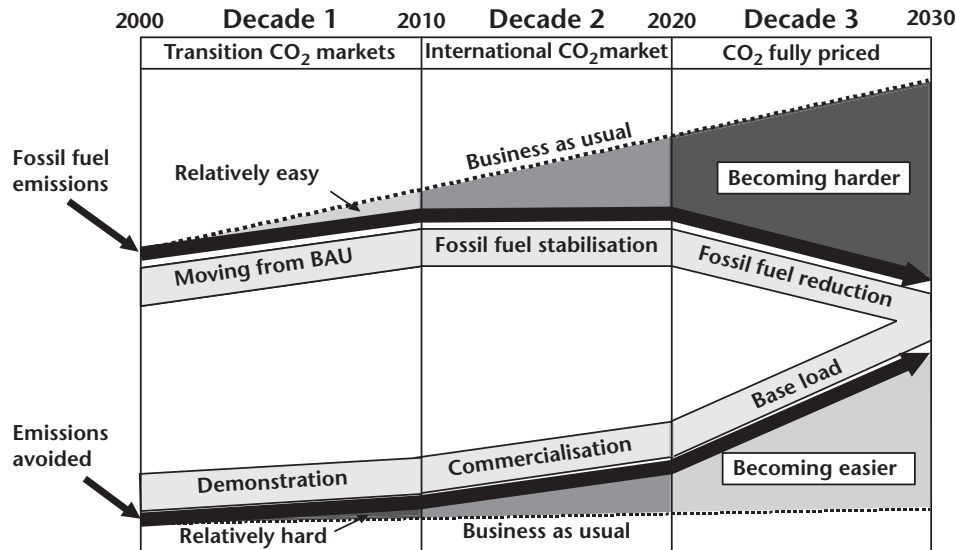 2000 Decade 1 2010 Decade 2 2020 Decade 3 2030
Transition CO₂ markets
International CO₂market
CO₂ fully priced
Business as usual
Fossil fuel
emissions
Relatively easy
Becoming harder
Moving from BAU
Fossil fuel stabilisation
Fossil fuel reduction
Base load
Emissions
avoided
Demonstration
Commercialisation
Becoming easier
Relatively hard
Business as usual